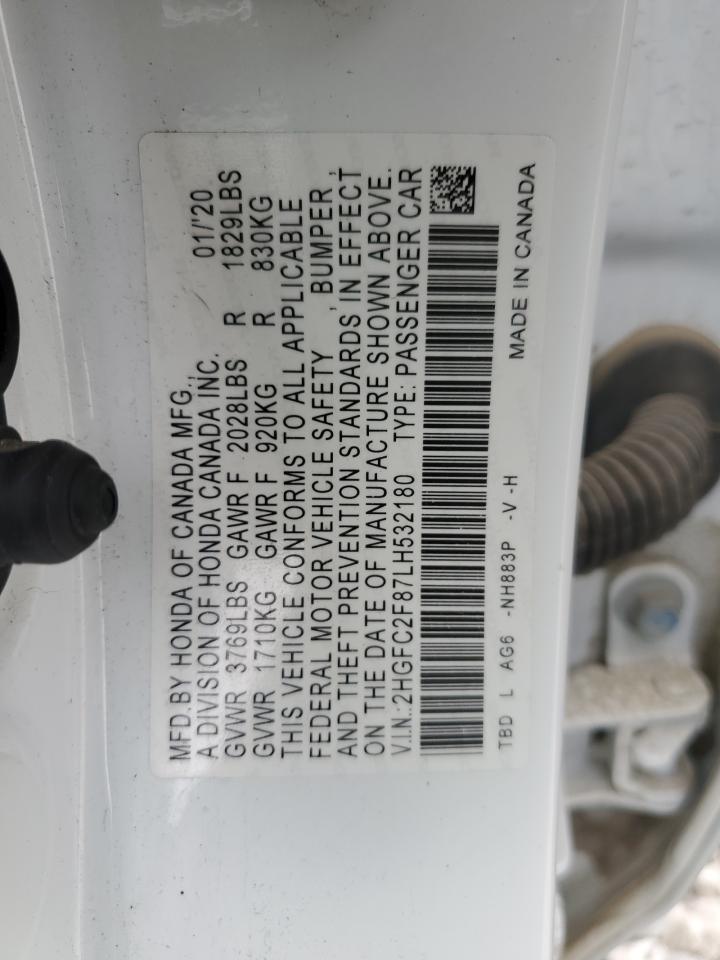 MFD.BY HONDA OF CANADA MFG.,
A DIVISION OF HONDA CANADA INC. 01/'20
GVWR 3769LBS GAWR F 2028LBS R 1829LBS
GVWR 1710KG GAWR F 920KG R 830KG
THIS VEHICLE CONFORMS TO ALL APPLICABLE
FEDERAL MOTOR VEHICLE SAFETY , BUMPER ,
AND THEFT PREVENTION STANDARDS IN EFFECT
ON THE DATE OF MANUFACTURE SHOWN ABOVE.
V.I.N.:2HGFC2F87LH532180 TYPE: PASSENGER CAR
TBD L AG6 -NH883P -V -H
MADE IN CANADA